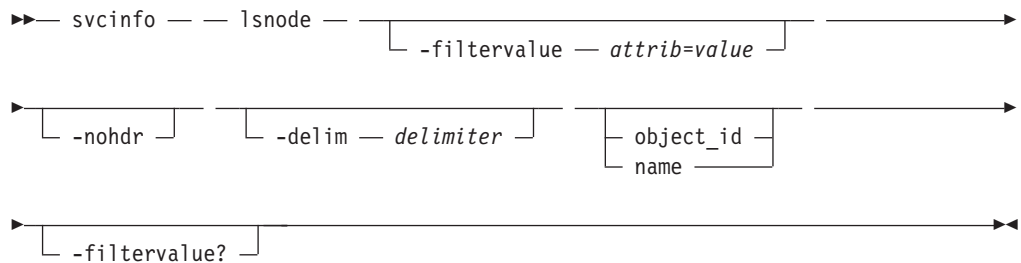 svcinfo lsnode
-filtervalue attrib=value
-nohdr -delim delimiter object_id
name
-filtervalue?